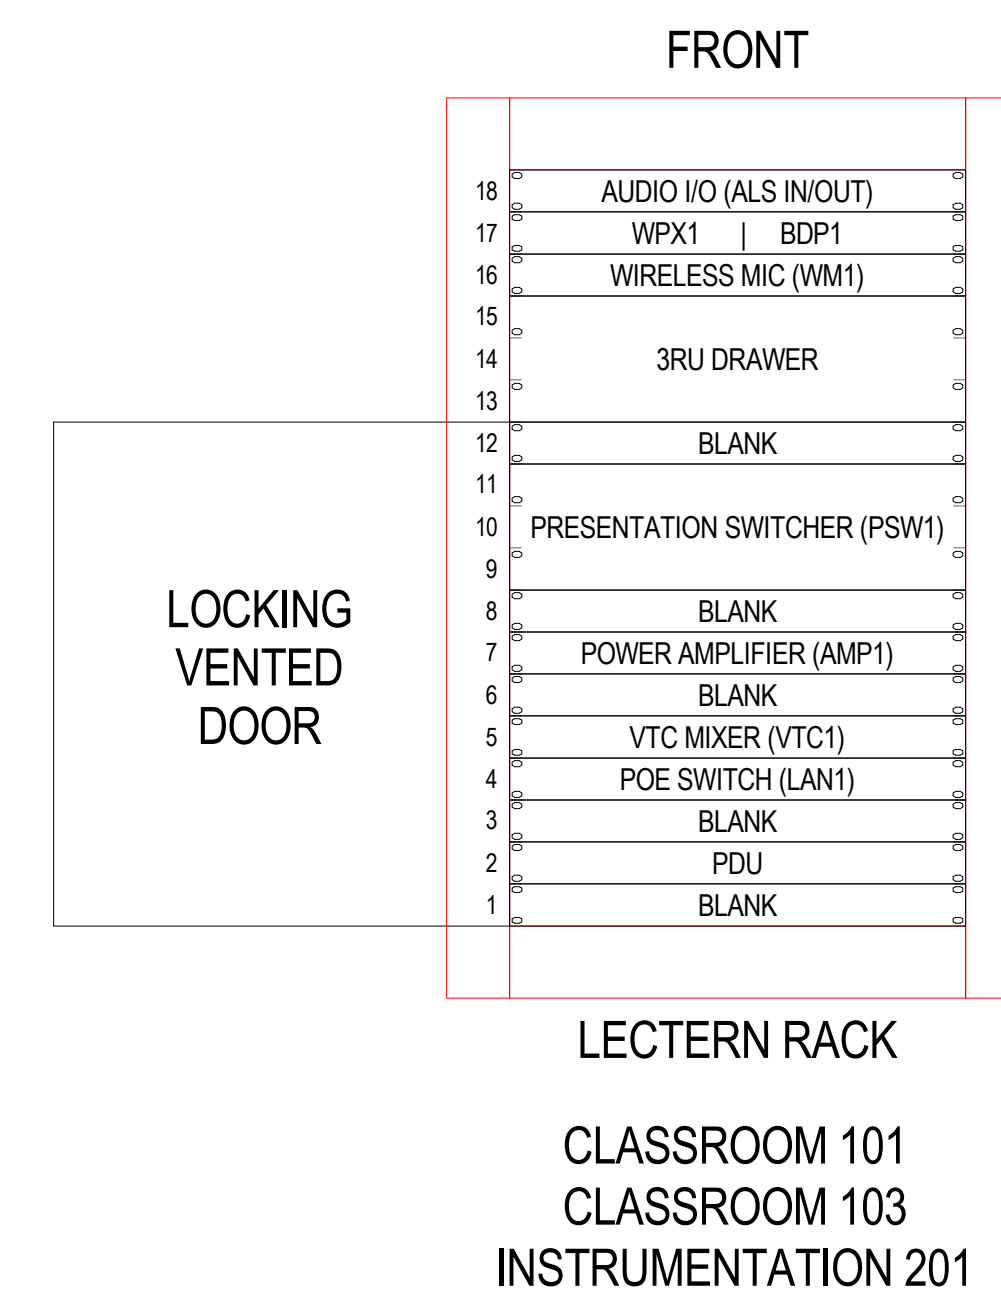 FRONT
18 AUDIO I/O (ALS IN/OUT)
17 WPX1 | BDP1
16 WIRELESS MIC (WM1)
15
14 3RU DRAWER
13
12 BLANK
11
10 PRESENTATION SWITCHER (PSW1)
9
8 BLANK
7 POWER AMPLIFIER (AMP1)
6 BLANK
5 VTC MIXER (VTC1)
4 POE SWITCH (LAN1)
3 BLANK
2 PDU
1 BLANK
LOCKING
VENTED
DOOR
LECTERN RACK
CLASSROOM 101
CLASSROOM 103
INSTRUMENTATION 201